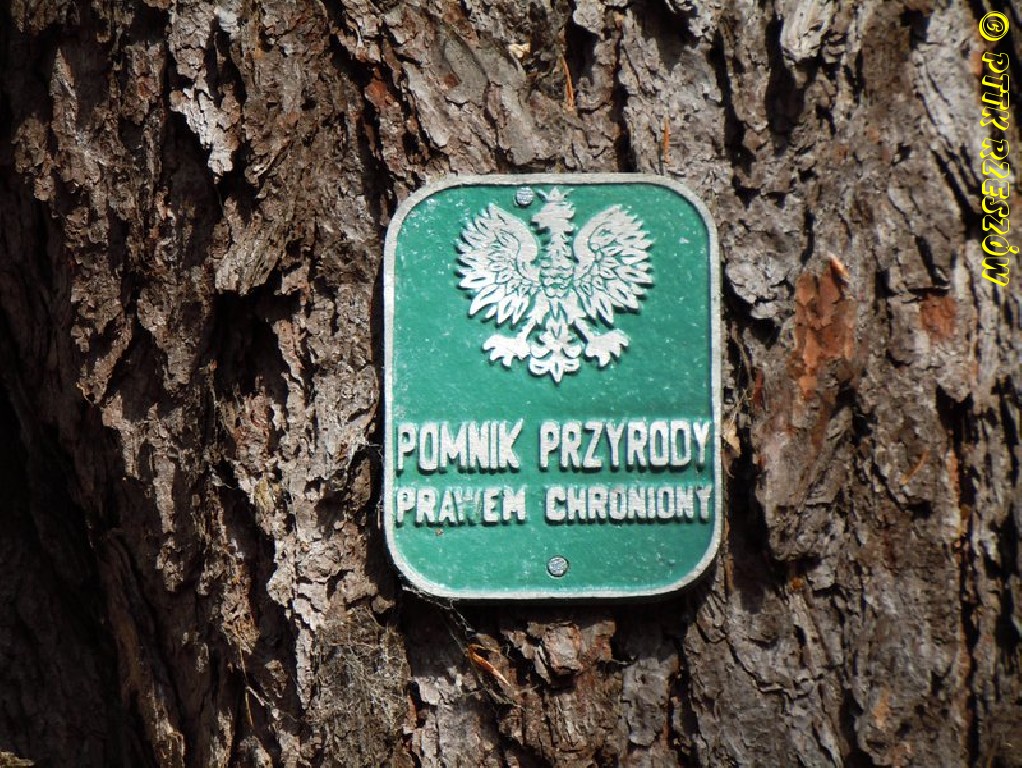 POMNIK PRZYRODY
PRAWEM CHRONIONY
© PTTK RZESZÓW